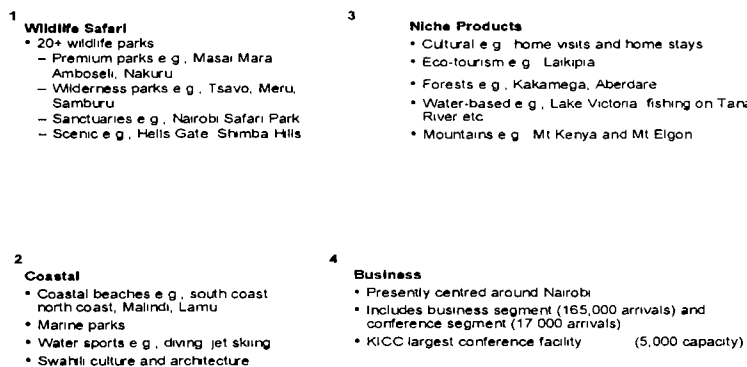 1
Wildlife Safari
• 20+ wildlife parks
– Premium parks e g , Masai Mara
Amboseli, Nakuru
– Wilderness parks e g , Tsavo, Meru,
Samburu
– Sanctuaries e g , Nairobi Safari Park
– Scenic e g , Hells Gate Shimba Hills
2
Coastal
• Coastal beaches e g , south coast
north coast, Malindi, Lamu
• Marine parks
• Water sports e g , diving jet skiing
• Swahili culture and architecture
3
Niche Products
• Cultural e g home visits and home stays
• Eco-tourism e g Laikipia
• Forests e g , Kakamega, Aberdare
• Water-based e g , Lake Victoria fishing on Tana
River etc
• Mountains e g Mt Kenya and Mt Elgon
4
Business
• Presently centred around Nairobi
• Includes business segment (165,000 arrivals) and
conference segment (17 000 arrivals)
• KICC largest conference facility (5,000 capacity)